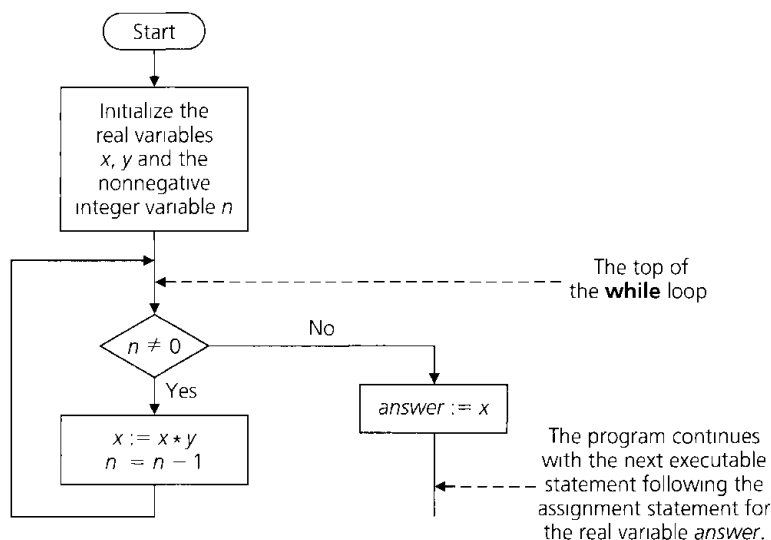 Start
Initialize the
real variables
x, y and the
nonnegative
integer variable n
The top of
the while loop
n ≠ 0
No
Yes
answer := x
x := x * y
n = n − 1
The program continues
with the next executable
statement following the
assignment statement for
the real variable answer.